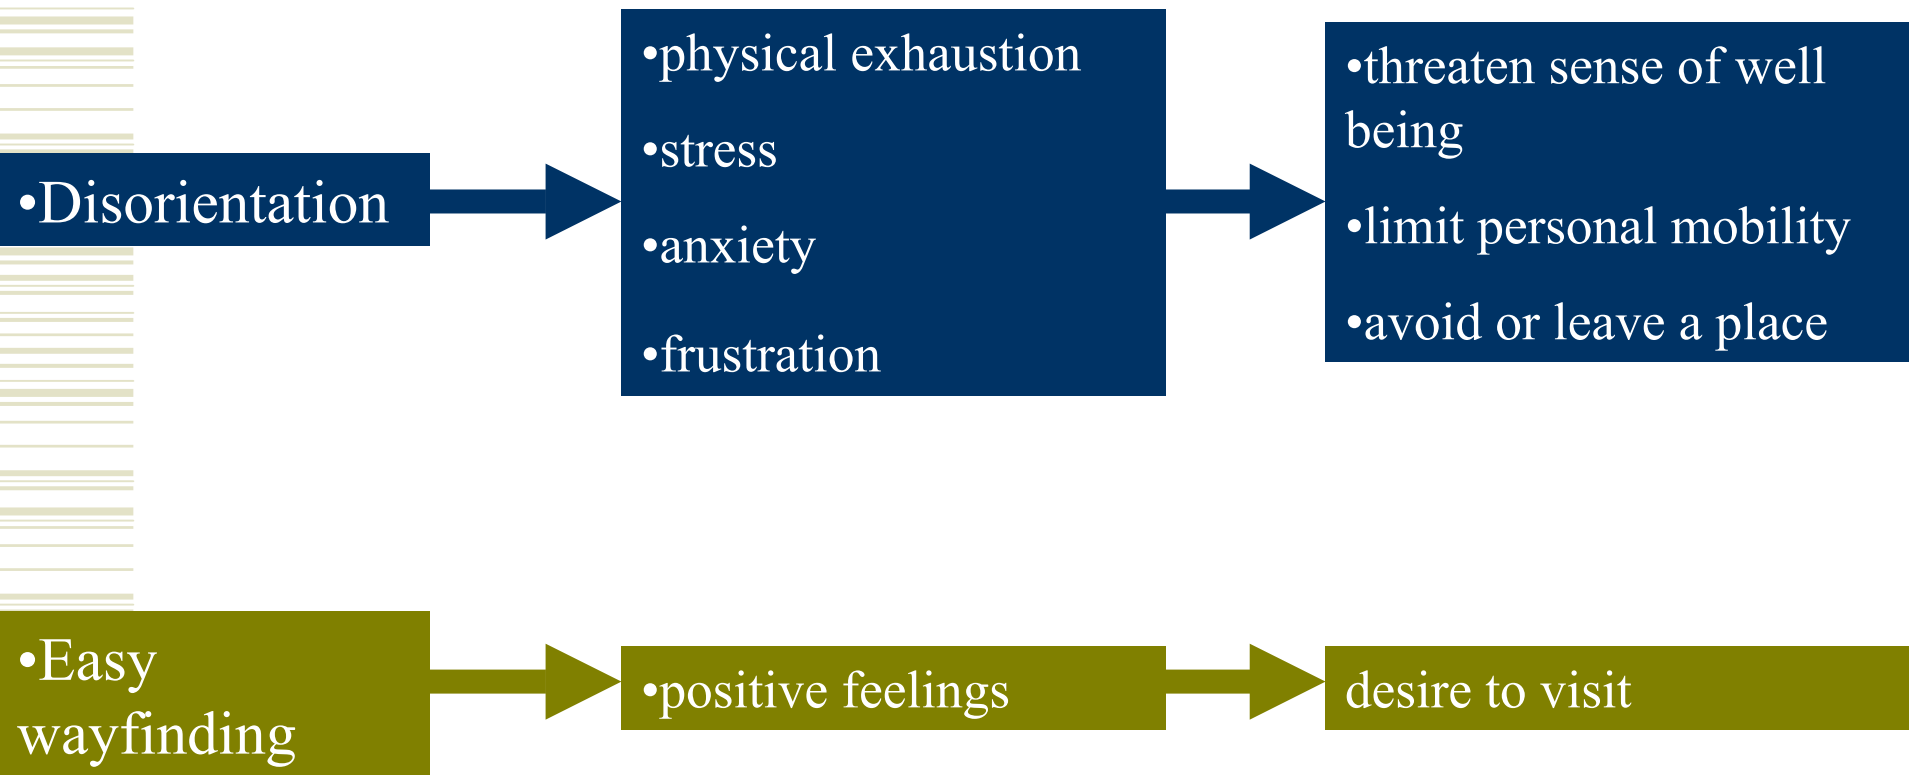 •Disorientation
•physical exhaustion
•stress
•anxiety
•frustration
•threaten sense of well
being
•limit personal mobility
•avoid or leave a place
•Easy
wayfinding
•positive feelings
desire to visit